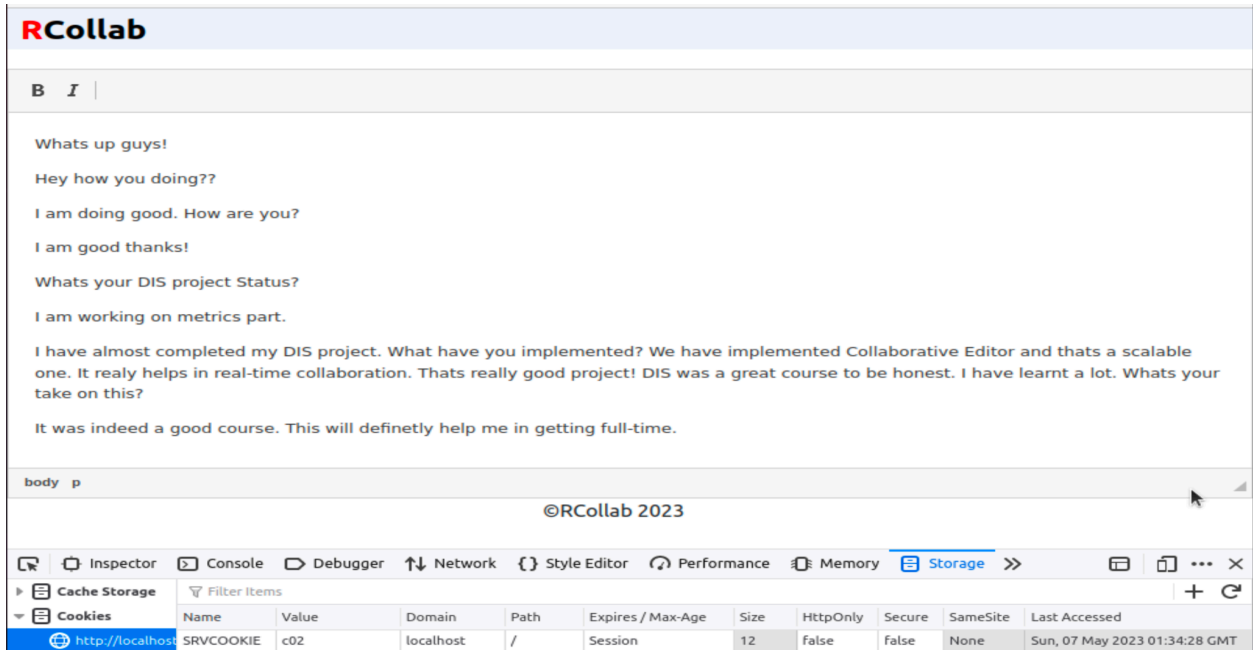 RCollab
B I
Whats up guys!
Hey how you doing??
I am doing good. How are you?
I am good thanks!
Whats your DIS project Status?
I am working on metrics part.
I have almost completed my DIS project. What have you implemented? We have implemented Collaborative Editor and thats a scalable
one. It realy helps in real-time collaboration. Thats really good project! DIS was a great course to be honest. I have learnt a lot. Whats your
take on this?
It was indeed a good course. This will definetly help me in getting full-time.
body p
©RCollab 2023
Inspector Console Debugger Network {} Style Editor Performance Memory Storage
Cache Storage Filter Items
Cookies Name Value Domain Path Expires / Max-Age Size HttpOnly Secure SameSite Last Accessed
http://localhost SRVCOOKIE c02 localhost / Session 12 false false None Sun, 07 May 2023 01:34:28 GMT